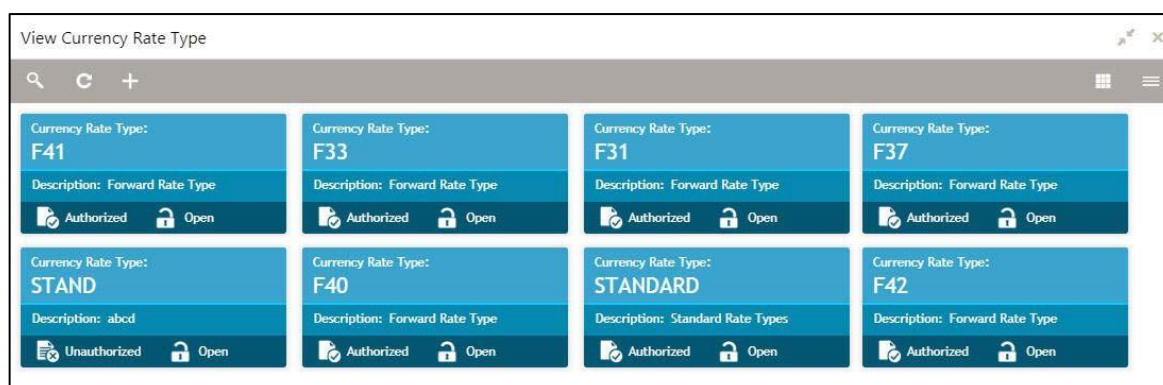 View Currency Rate Type
Currency Rate Type:
F41
Description: Forward Rate Type
Authorized Open
Currency Rate Type:
F33
Description: Forward Rate Type
Authorized Open
Currency Rate Type:
F31
Description: Forward Rate Type
Authorized Open
Currency Rate Type:
F37
Description: Forward Rate Type
Authorized Open
Currency Rate Type:
STAND
Description: abcd
Unauthorized Open
Currency Rate Type:
F40
Description: Forward Rate Type
Authorized Open
Currency Rate Type:
STANDARD
Description: Standard Rate Types
Authorized Open
Currency Rate Type:
F42
Description: Forward Rate Type
Authorized Open